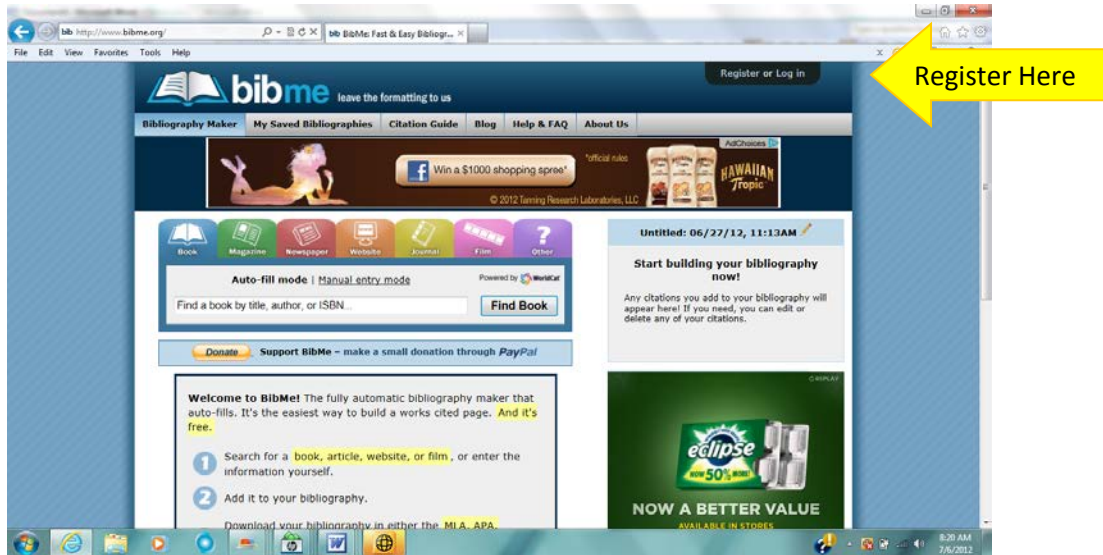 bib http://www.bibme.org/
bib BibMe: Fast & Easy Bibliogr...
File Edit View Favorites Tools Help
Register Here
Register or Log in
bibme leave the formatting to us
Bibliography Maker My Saved Bibliographies Citation Guide Blog Help & FAQ About Us
AdChoices
Win a $1000 shopping spree*
*official rules
HAWAIIAN
Tropic
© 2012 Tanning Research Laboratories, LLC
Book Magazine Newspaper Website Journal Film Other
Auto-fill mode | Manual entry mode
Powered by WorldCat
Find a book by title, author, or ISBN...
Find Book
Donate Support BibMe – make a small donation through PayPal
Welcome to BibMe! The fully automatic bibliography maker that
auto-fills. It's the easiest way to build a works cited page. And it's
free.
1 Search for a book, article, website, or film, or enter the
information yourself.
2 Add it to your bibliography.
Download your bibliography in either the MLA, APA,
Untitled: 06/27/12, 11:13AM
Start building your bibliography
now!
Any citations you add to your bibliography will
appear here! If you need, you can edit or
delete any of your citations.
eclipse
NOW 50% MORE!
NOW A BETTER VALUE
AVAILABLE IN STORES
8:20 AM
7/6/2012